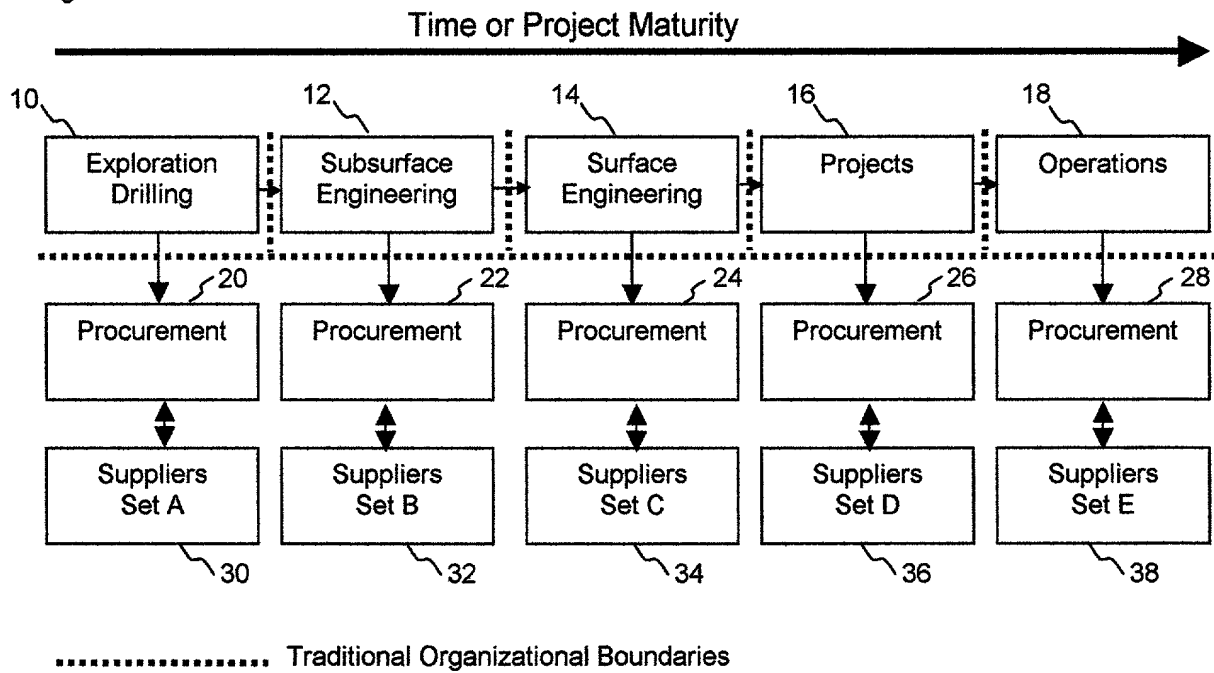 Time or Project Maturity
10
12
14
16
18
Exploration
Drilling
Subsurface
Engineering
Surface
Engineering
Projects
Operations
20
22
24
26
28
Procurement
Procurement
Procurement
Procurement
Procurement
Suppliers
Set A
Suppliers
Set B
Suppliers
Set C
Suppliers
Set D
Suppliers
Set E
30
32
34
36
38
Traditional Organizational Boundaries